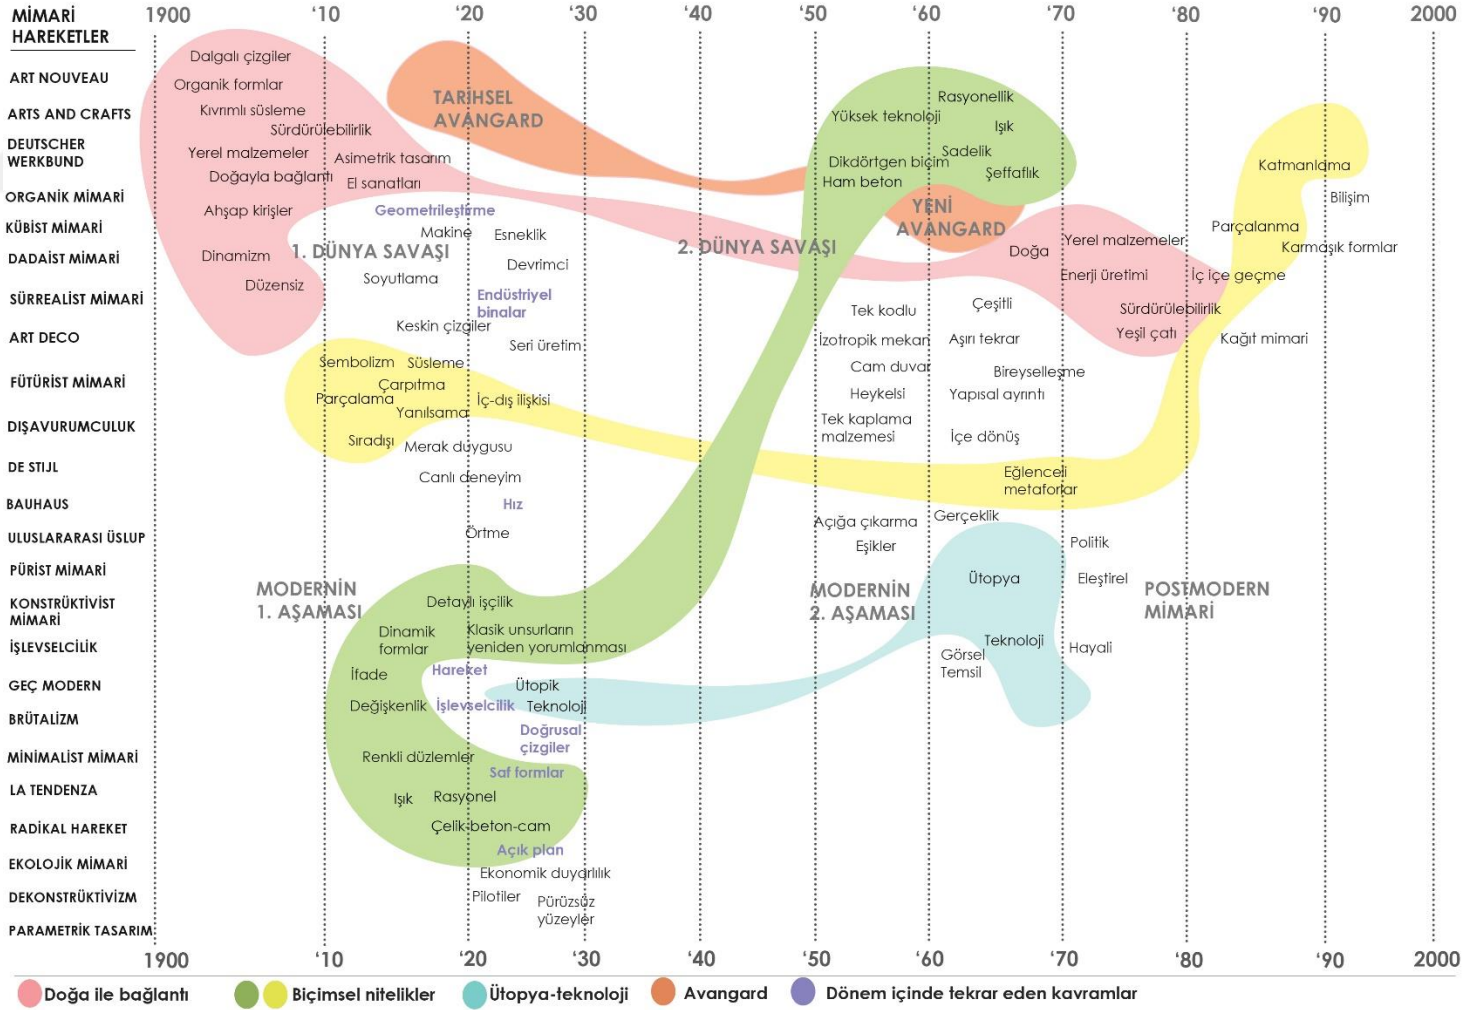 MİMARİ
HAREKETLER
1900 ‘10 ‘20 ‘30 ‘40 ‘50 ‘60 ‘70 ‘80 ‘90 2000
ART NOUVEAU
ARTS AND CRAFTS
DEUTSCHER
WERKBUND
ORGANİK MİMARİ
KÜBİST MİMARİ
DADAİST MİMARİ
SÜRREALİST MİMARİ
ART DECO
FÜTÜRİST MİMARİ
DIŞAVURUMCULUK
DE STIJL
BAUHAUS
ULUSLARARASI ÜSLUP
PÜRİST MİMARİ
KONSTRÜKTİVİST
MİMARİ
İŞLEVSELCİLİK
GEÇ MODERN
BRÜTALİZM
MİNİMALİST MİMARİ
LA TENDENZA
RADİKAL HAREKET
EKOLOJİK MİMARİ
DEKONSTRÜKTİVİZM
PARAMETRİK TASARIM
Dalgalı çizgiler
Organik formlar
Kıvrımlı süsleme
Sürdürülebilirlik
Yerel malzemeler
Asimetrik tasarım
Doğayla bağlantı
El sanatları
Ahşap kirişler
Dinamizm
Düzensiz
TARİHSEL
AVANGARD
Geometrileştirme
Makine
Esneklik
1. DÜNYA SAVAŞI
Devrimci
Soyutlama
Endüstriyel
binalar
Keskin çizgiler
Seri üretim
Sembolizm
Süsleme
Çarpıtma
Parçalama
Yanılsama
İç-dış ilişkisi
Sıradışı
Merak duygusu
Canlı deneyim
Hız
Örtme
MODERNİN
1. AŞAMASI
Detaylı işçilik
Dinamik
formlar
Klasik unsurların
yeniden yorumlanması
İfade
Hareket
Ütopik
Değişkenlik
İşlevselcilik
Teknoloji
Doğrusal
çizgiler
Renkli düzlemler
Saf formlar
Işık
Rasyonel
Çelik-beton-cam
Açık plan
Ekonomik duyarlılık
Pilotiler
Pürüzsüz
yüzeyler
2. DÜNYA SAVAŞI
Rasyonellik
Yüksek teknoloji
Işık
Sadelik
Dikdörtgen biçim
Şeffaflık
Ham beton
YENİ
AVANGARD
Doğa
Yerel malzemeler
Enerji üretimi
İç içe geçme
Sürdürülebilirlik
Yeşil çatı
Katmanlama
Bilişim
Parçalanma
Karmaşık formlar
Kağıt mimari
Tek kodlu
Çeşitli
İzotropik mekan
Aşırı tekrar
Cam duvar
Bireyselleşme
Heykelsi
Yapısal ayrıntı
Tek kaplama
malzemesi
İçe dönüş
Eğlenceli
metaforlar
Açığa çıkarma
Gerçeklik
Eşikler
Politik
MODERNİN
2. AŞAMASI
Ütopya
Eleştirel
POSTMODERN
MİMARİ
Teknoloji
Hayali
Görsel
Temsil
1900 ‘10 ‘20 ‘30 ‘40 ‘50 ‘60 ‘70 ‘80 ‘90 2000
Doğa ile bağlantı
Biçimsel nitelikler
Ütopya-teknoloji
Avangard
Dönem içinde tekrar eden kavramlar